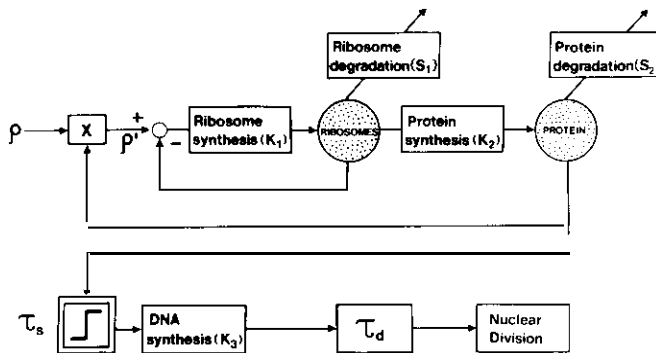 Ribosome
degradation(S1)
Protein
degradation(S2
ρ
X
+
ρ'
−
Ribosome
synthesis(K1)
RIBOSOMES
Protein
synthesis(K2)
PROTEIN
τs
DNA
synthesis(K3)
τd
Nuclear
Division